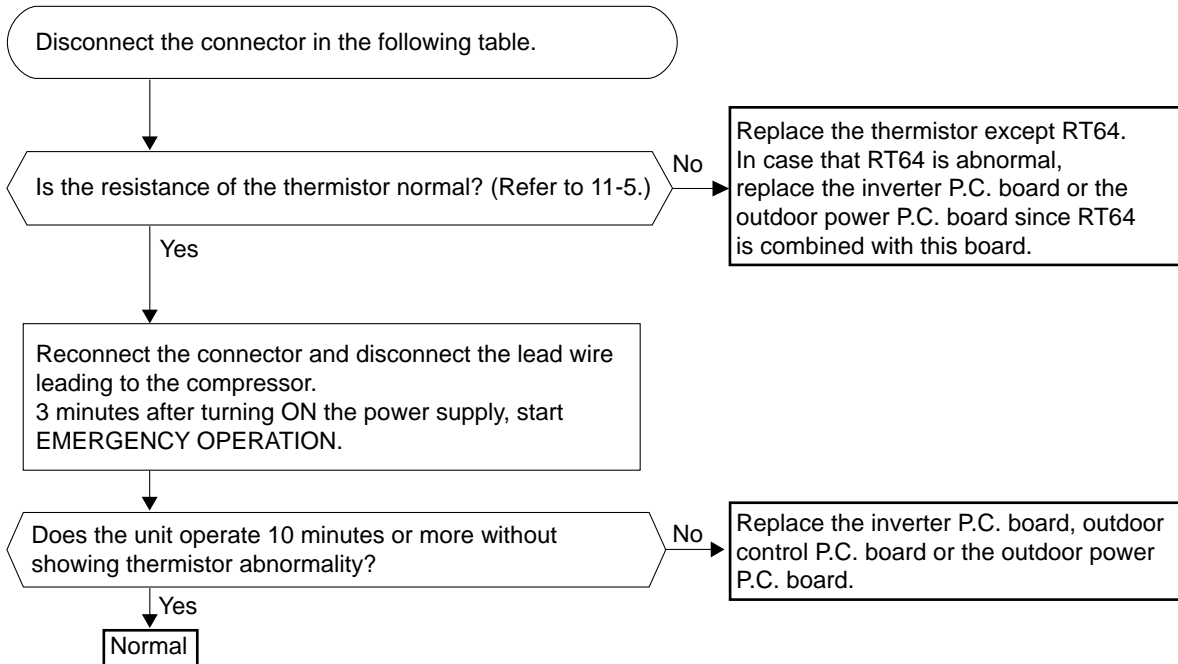 Disconnect the connector in the following table.
Is the resistance of the thermistor normal? (Refer to 11-5.)
No
Replace the thermistor except RT64.
In case that RT64 is abnormal,
replace the inverter P.C. board or the
outdoor power P.C. board since RT64
is combined with this board.
Yes
Reconnect the connector and disconnect the lead wire
leading to the compressor.
3 minutes after turning ON the power supply, start
EMERGENCY OPERATION.
Does the unit operate 10 minutes or more without
showing thermistor abnormality?
No
Replace the inverter P.C. board, outdoor
control P.C. board or the outdoor power
P.C. board.
Yes
Normal